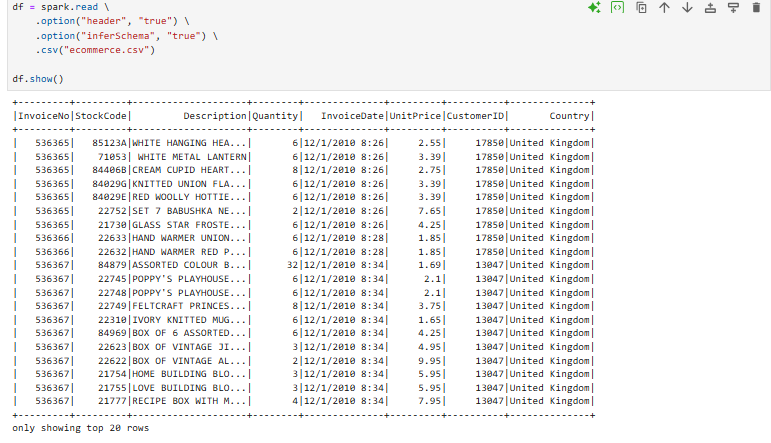 df = spark.read \
    .option("header", "true") \
    .option("inferSchema", "true") \
    .csv("ecommerce.csv")

df.show()
+---------+---------+--------------------+--------+--------------+---------+----------+--------------+
|InvoiceNo|StockCode|         Description|Quantity|   InvoiceDate|UnitPrice|CustomerID|       Country|
+---------+---------+--------------------+--------+--------------+---------+----------+--------------+
|   536365|   85123A|WHITE HANGING HEA...|       6|12/1/2010 8:26|     2.55|     17850|United Kingdom|
|   536365|    71053| WHITE METAL LANTERN|       6|12/1/2010 8:26|     3.39|     17850|United Kingdom|
|   536365|   84406B|CREAM CUPID HEART...|       8|12/1/2010 8:26|     2.75|     17850|United Kingdom|
|   536365|   84029G|KNITTED UNION FLA...|       6|12/1/2010 8:26|     3.39|     17850|United Kingdom|
|   536365|   84029E|RED WOOLLY HOTTIE...|       6|12/1/2010 8:26|     3.39|     17850|United Kingdom|
|   536365|    22752|SET 7 BABUSHKA NE...|       2|12/1/2010 8:26|     7.65|     17850|United Kingdom|
|   536365|    21730|GLASS STAR FROSTE...|       6|12/1/2010 8:26|     4.25|     17850|United Kingdom|
|   536366|    22633|HAND WARMER UNION...|       6|12/1/2010 8:28|     1.85|     17850|United Kingdom|
|   536366|    22632|HAND WARMER RED P...|       6|12/1/2010 8:28|     1.85|     17850|United Kingdom|
|   536367|    84879|ASSORTED COLOUR B...|      32|12/1/2010 8:34|     1.69|     13047|United Kingdom|
|   536367|    22745|POPPY'S PLAYHOUSE...|       6|12/1/2010 8:34|      2.1|     13047|United Kingdom|
|   536367|    22748|POPPY'S PLAYHOUSE...|       6|12/1/2010 8:34|      2.1|     13047|United Kingdom|
|   536367|    22749|FELTCRAFT PRINCES...|       8|12/1/2010 8:34|     3.75|     13047|United Kingdom|
|   536367|    22310|IVORY KNITTED MUG...|       6|12/1/2010 8:34|     1.65|     13047|United Kingdom|
|   536367|    84969|BOX OF 6 ASSORTED...|       6|12/1/2010 8:34|     4.25|     13047|United Kingdom|
|   536367|    22623|BOX OF VINTAGE JI...|       3|12/1/2010 8:34|     4.95|     13047|United Kingdom|
|   536367|    22622|BOX OF VINTAGE AL...|       2|12/1/2010 8:34|     9.95|     13047|United Kingdom|
|   536367|    21754|HOME BUILDING BLO...|       3|12/1/2010 8:34|     5.95|     13047|United Kingdom|
|   536367|    21755|LOVE BUILDING BLO...|       3|12/1/2010 8:34|     5.95|     13047|United Kingdom|
|   536367|    21777|RECIPE BOX WITH M...|       4|12/1/2010 8:34|     7.95|     13047|United Kingdom|
+---------+---------+--------------------+--------+--------------+---------+----------+--------------+
only showing top 20 rows